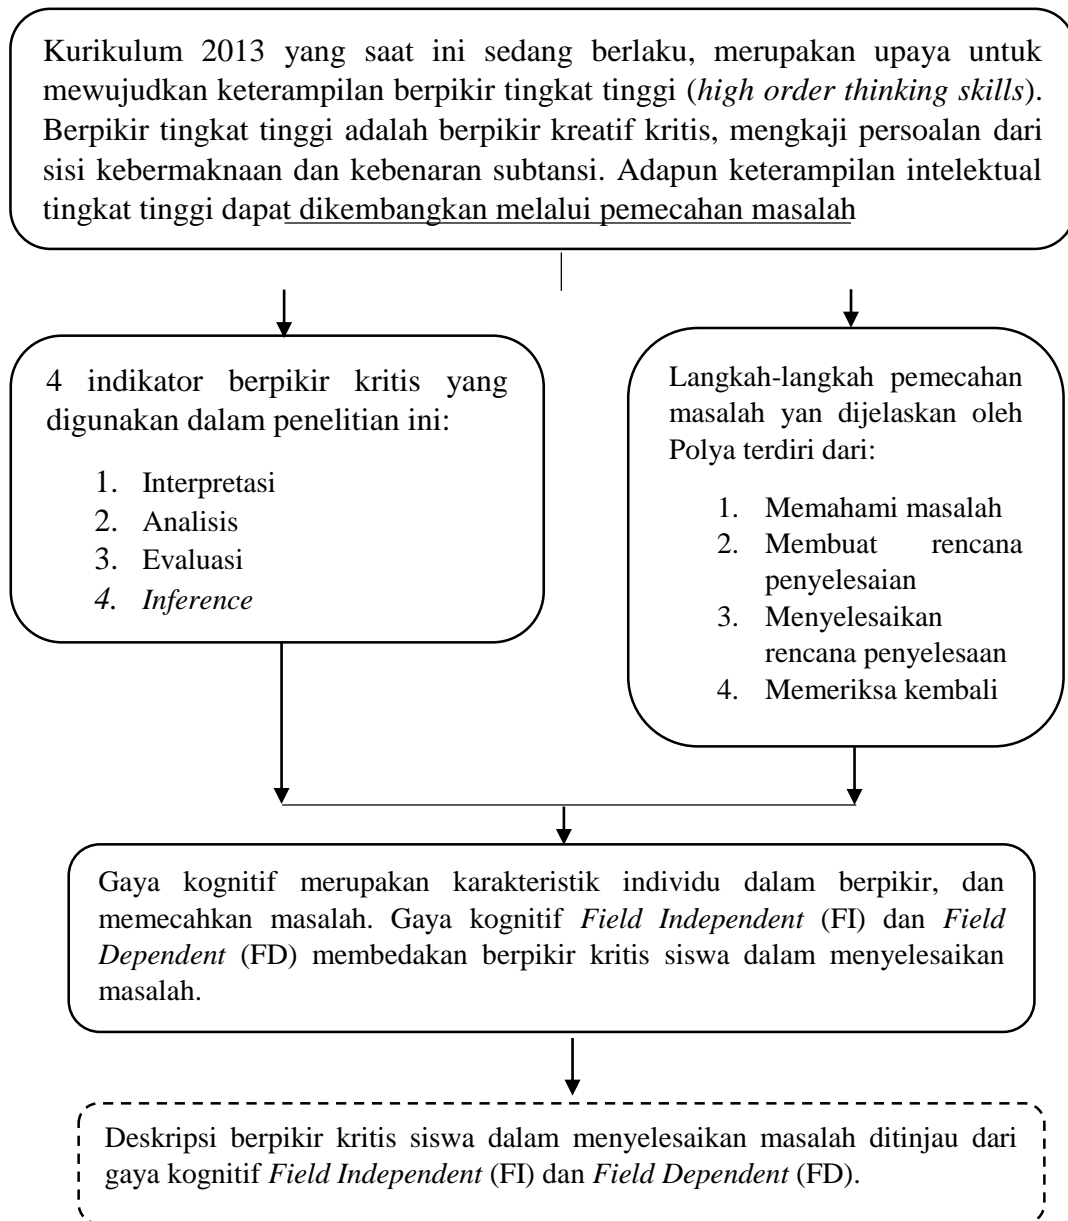 Kurikulum 2013 yang saat ini sedang berlaku, merupakan upaya untuk
mewujudkan keterampilan berpikir tingkat tinggi (high order thinking skills).
Berpikir tingkat tinggi adalah berpikir kreatif kritis, mengkaji persoalan dari
sisi kebermaknaan dan kebenaran subtansi. Adapun keterampilan intelektual
tingkat tinggi dapat dikembangkan melalui pemecahan masalah
4 indikator berpikir kritis yang
digunakan dalam penelitian ini:
1. Interpretasi
2. Analisis
3. Evaluasi
4. Inference
Langkah-langkah pemecahan
masalah yan dijelaskan oleh
Polya terdiri dari:
1. Memahami masalah
2. Membuat rencana
penyelesaian
3. Menyelesaikan
rencana penyelesaan
4. Memeriksa kembali
Gaya kognitif merupakan karakteristik individu dalam berpikir, dan
memecahkan masalah. Gaya kognitif Field Independent (FI) dan Field
Dependent (FD) membedakan berpikir kritis siswa dalam menyelesaikan
masalah.
Deskripsi berpikir kritis siswa dalam menyelesaikan masalah ditinjau dari
gaya kognitif Field Independent (FI) dan Field Dependent (FD).